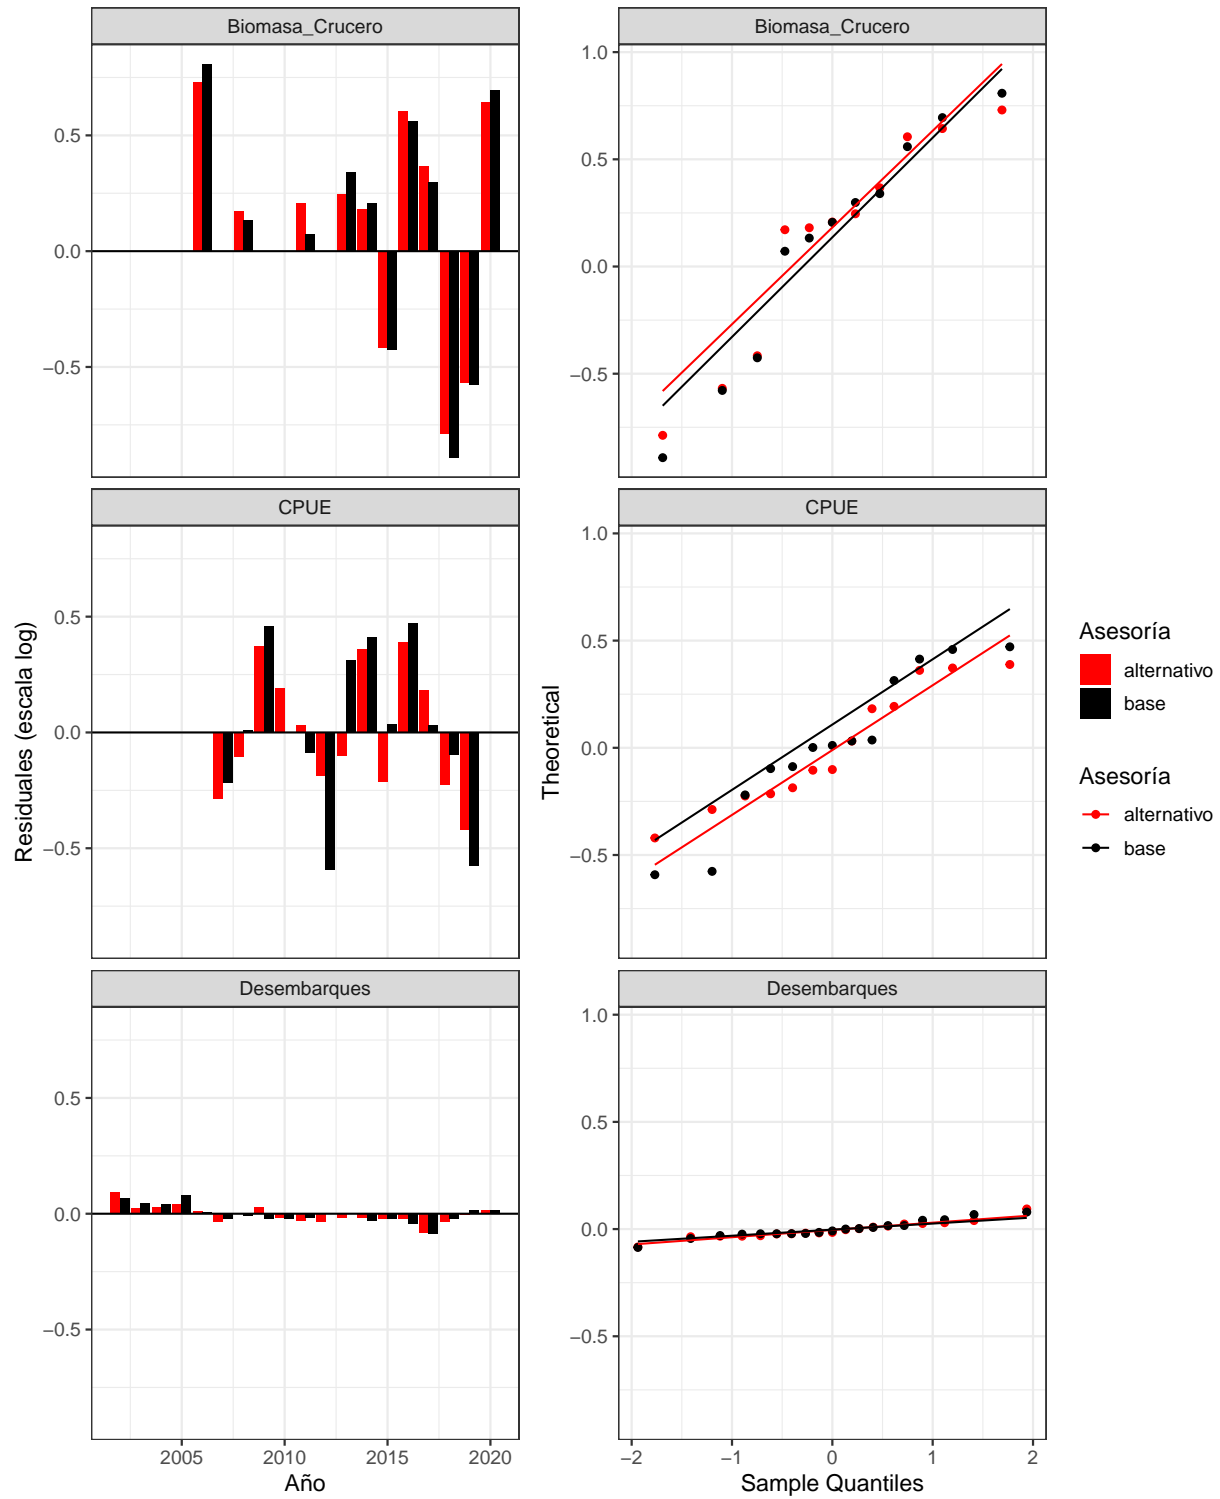 Biomasa_Crucero
0.5
0.0
−0.5
CPUE
0.5
0.0
−0.5
Desembarques
0.5
0.0
−0.5
2005 2010 2015 2020
Año
Residuales (escala log)
Biomasa_Crucero
1.0
0.5
0.0
−0.5
CPUE
1.0
0.5
0.0
−0.5
Desembarques
1.0
0.5
0.0
−0.5
−2 −1 0 1 2
Sample Quantiles
Theoretical
Asesoría
alternativo
base
Asesoría
alternativo
base